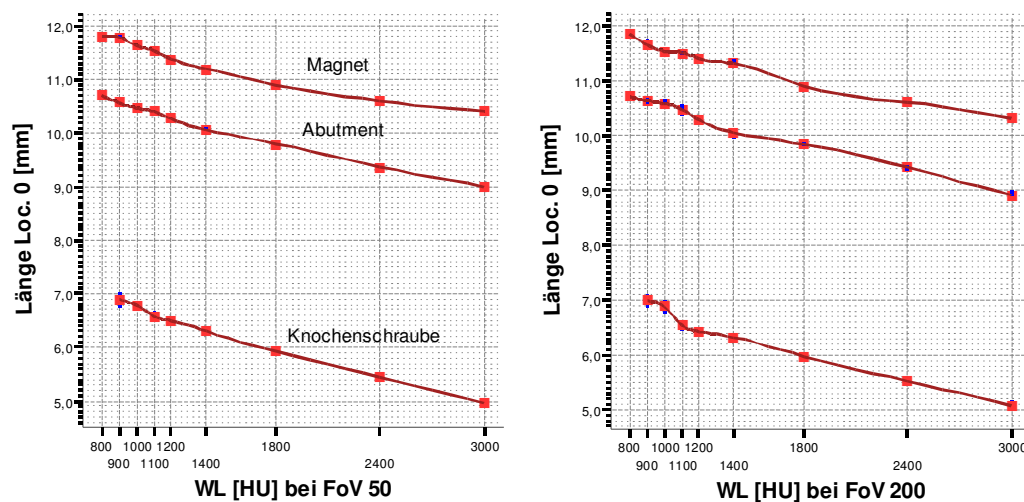 12,0
11,0
10,0
9,0
8,0
7,0
6,0
5,0
Länge Loc. 0 [mm]
Magnet
Abutment
Knochenschraube
800 1000 1200 1800 3000
900 1100 1400 2400
WL [HU] bei FoV 50
12,0
11,0
10,0
9,0
8,0
7,0
6,0
5,0
Länge Loc. 0 [mm]
800 1000 1200 1800 3000
900 1100 1400 2400
WL [HU] bei FoV 200